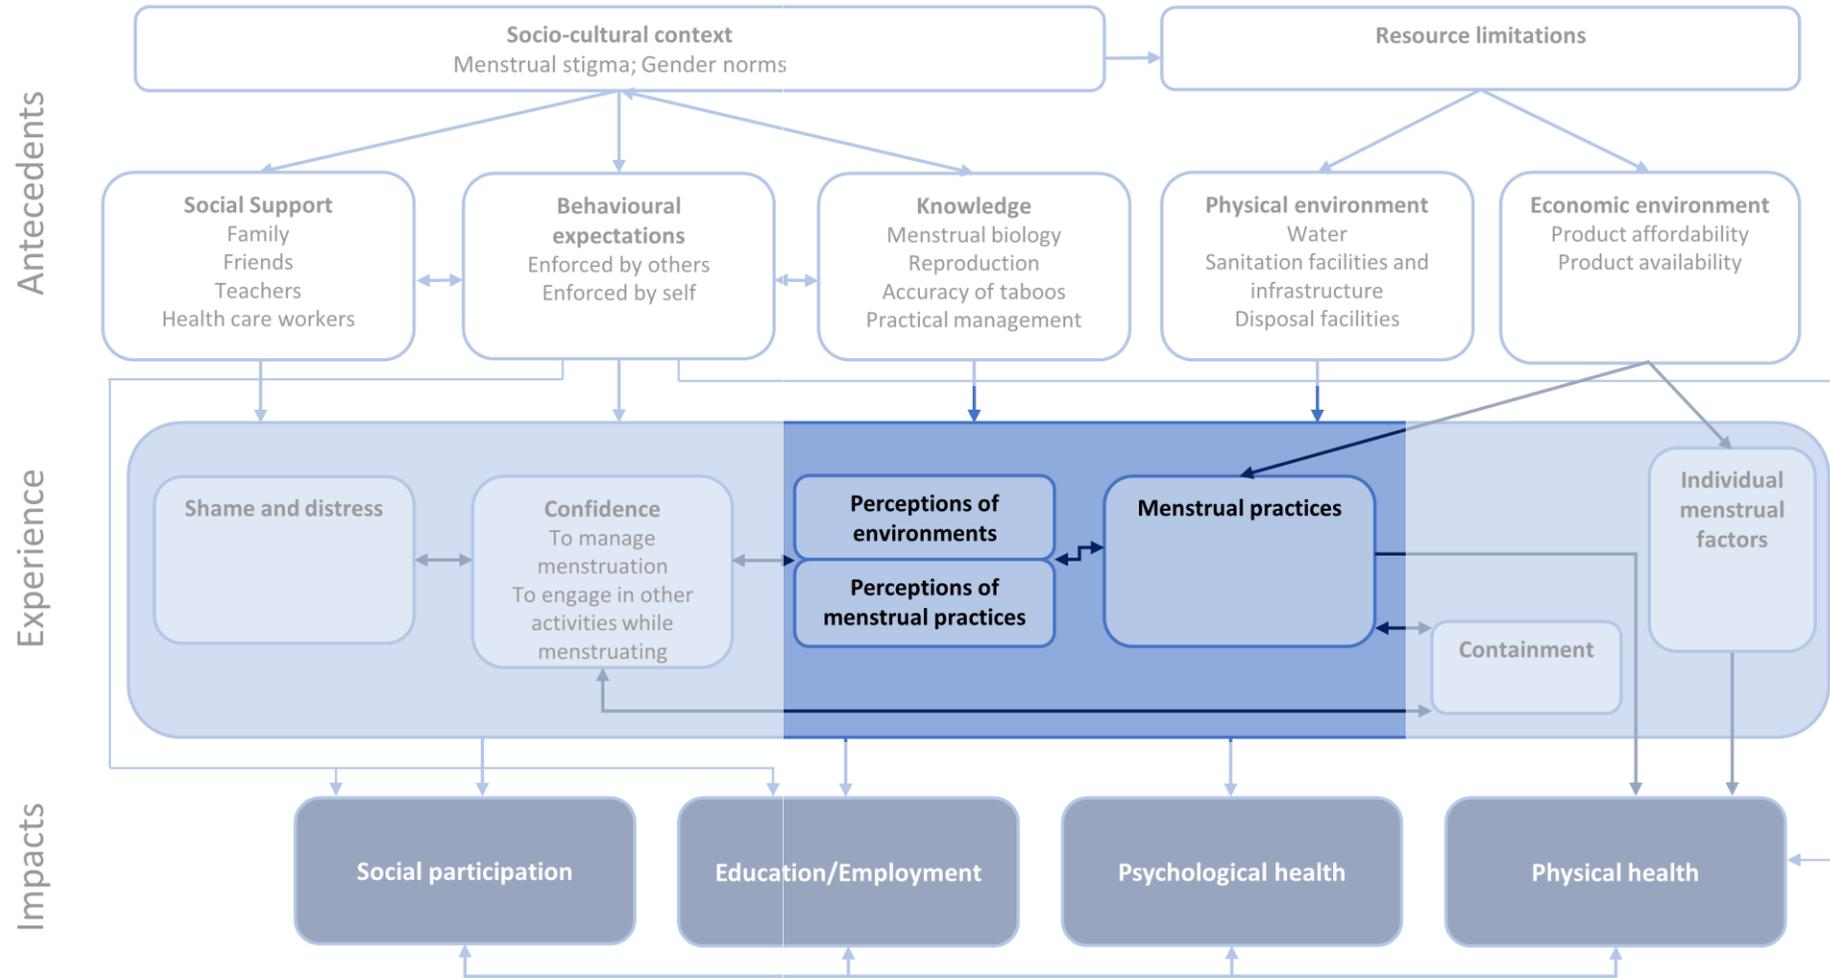 Antecedents
Socio-cultural context
Menstrual stigma; Gender norms
Resource limitations
Social Support
Family
Friends
Teachers
Health care workers
Behavioural
expectations
Enforced by others
Enforced by self
Knowledge
Menstrual biology
Reproduction
Accuracy of taboos
Practical management
Physical environment
Water
Sanitation facilities and
infrastructure
Disposal facilities
Economic environment
Product affordability
Product availability
Experience
Shame and distress
Confidence
To manage
menstruation
To engage in other
activities while
menstruating
Perceptions of
environments
Perceptions of
menstrual practices
Menstrual practices
Containment
Individual
menstrual
factors
Impacts
Social participation
Education/Employment
Psychological health
Physical health